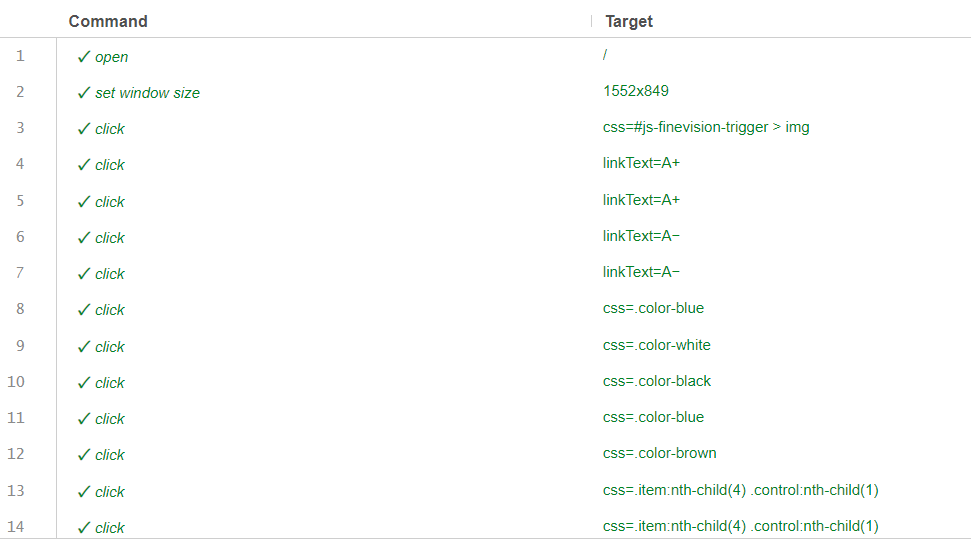 Command Target
1 ✓ open /
2 ✓ set window size 1552x849
3 ✓ click css=#js-finevision-trigger > img
4 ✓ click linkText=A+
5 ✓ click linkText=A+
6 ✓ click linkText=A−
7 ✓ click linkText=A−
8 ✓ click css=.color-blue
9 ✓ click css=.color-white
10 ✓ click css=.color-black
11 ✓ click css=.color-blue
12 ✓ click css=.color-brown
13 ✓ click css=.item:nth-child(4) .control:nth-child(1)
14 ✓ click css=.item:nth-child(4) .control:nth-child(1)